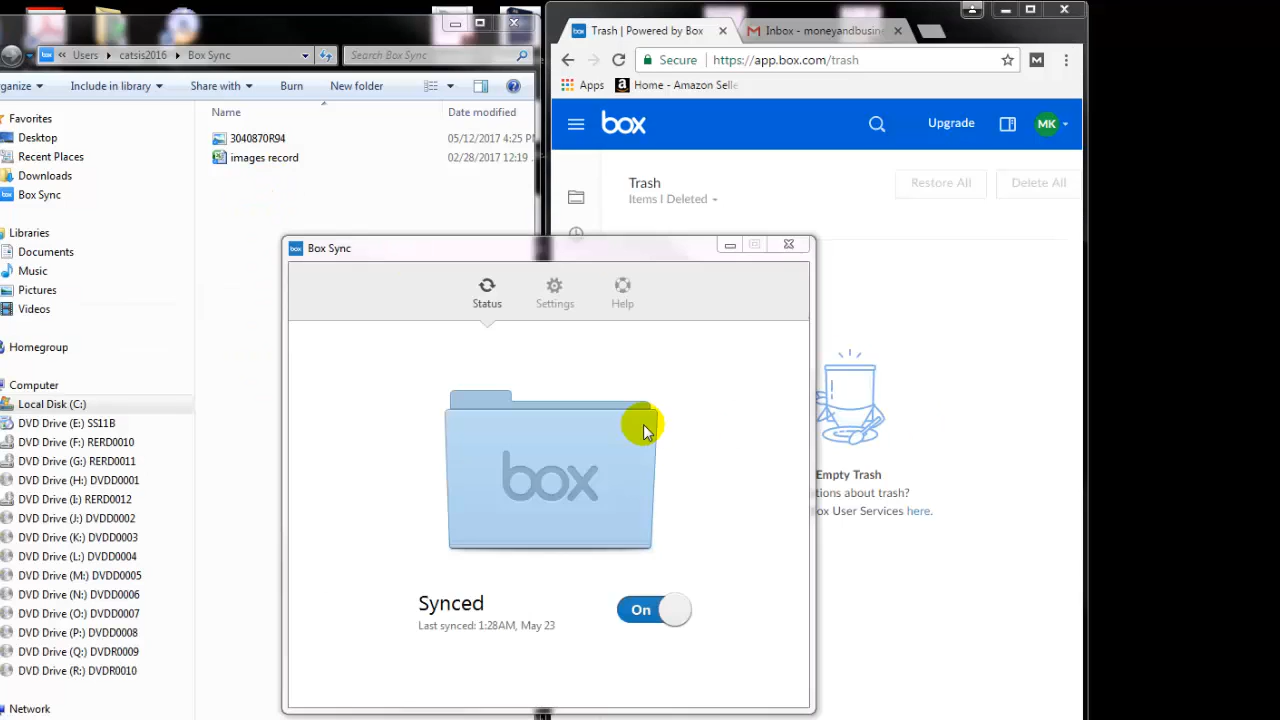 Users
catsis2016
Box Sync
Search Box Sync
Include in library
Share with
Burn
New folder
Name
Date modified
3040870R94
05/12/2017 4:25
images record
02/28/2017 12:19
Favorites
Desktop
Recent Places
Downloads
Box Sync
Libraries
Documents
Music
Pictures
Videos
Homegroup
Computer
Local Disk (C:)
DVD Drive (E:) SS11B
DVD Drive (F:) RERD0010
DVD Drive (G:) RERD0011
DVD Drive (H:) DVDD0001
DVD Drive (I:) RERD0012
DVD Drive (J:) DVDD0002
DVD Drive (K:) DVDD0003
DVD Drive (L:) DVDD0004
DVD Drive (M:) DVDD0005
DVD Drive (N:) DVDD0006
DVD Drive (O:) DVDD0007
DVD Drive (P:) DVDD0008
DVD Drive (Q:) DVDR0009
DVD Drive (R:) DVDR0010
Network
Trash | Powered by Box
Inbox - moneyandbusin
Secure
https://app.box.com/trash
Apps
Home - Amazon Selle
box
Upgrade
MK
Trash
Items I Deleted
Restore All
Delete All
Empty Trash
about trash?
User Services here.
Box Sync
Status
Settings
Help
box
Synced
Last synced: 1:28AM, May 23
On